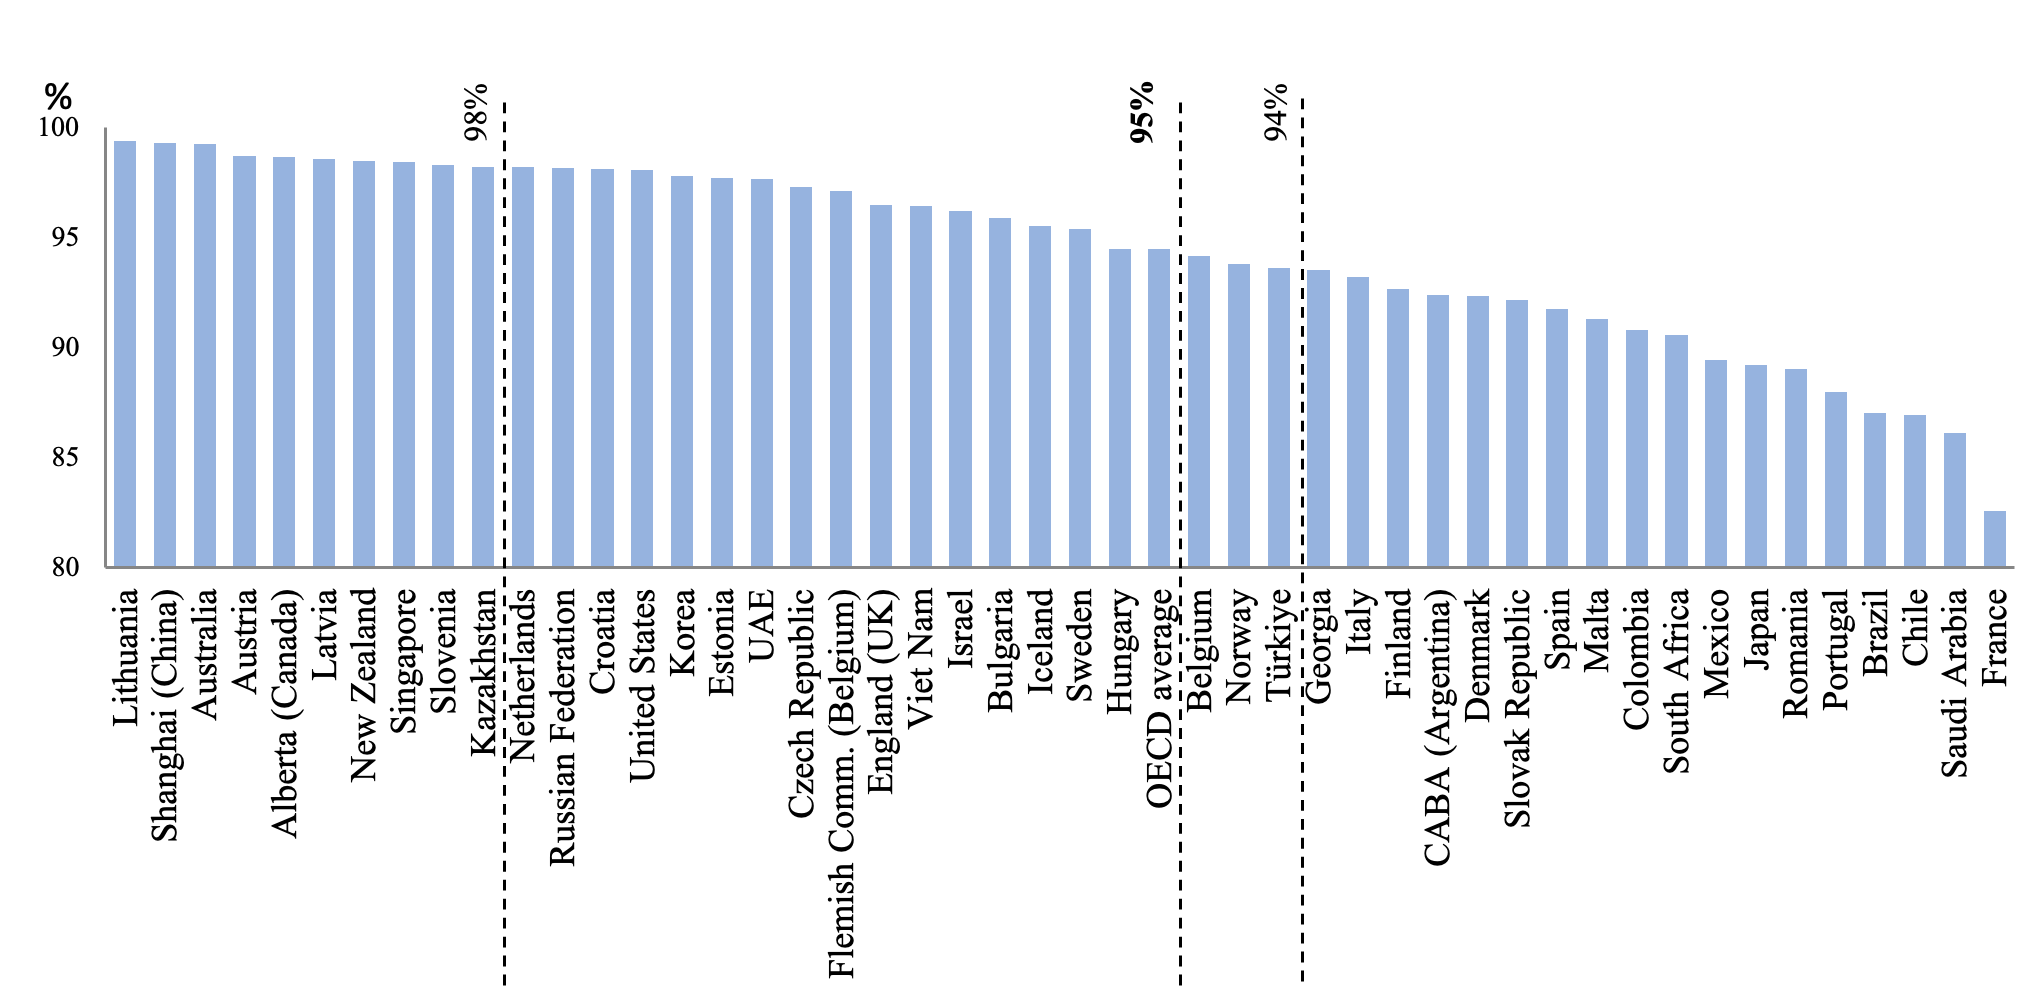 %
98%
95%
94%
100
95
90
85
80
Lithuania
Shanghai (China)
Australia
Austria
Alberta (Canada)
Latvia
New Zealand
Singapore
Slovenia
Kazakhstan
Netherlands
Russian Federation
Croatia
United States
Korea
Estonia
UAE
Czech Republic
Flemish Comm. (Belgium)
England (UK)
Viet Nam
Israel
Bulgaria
Iceland
Sweden
Hungary
OECD average
Belgium
Norway
Türkiye
Georgia
Italy
Finland
CABA (Argentina)
Denmark
Slovak Republic
Spain
Malta
Colombia
South Africa
Mexico
Japan
Romania
Portugal
Brazil
Chile
Saudi Arabia
France